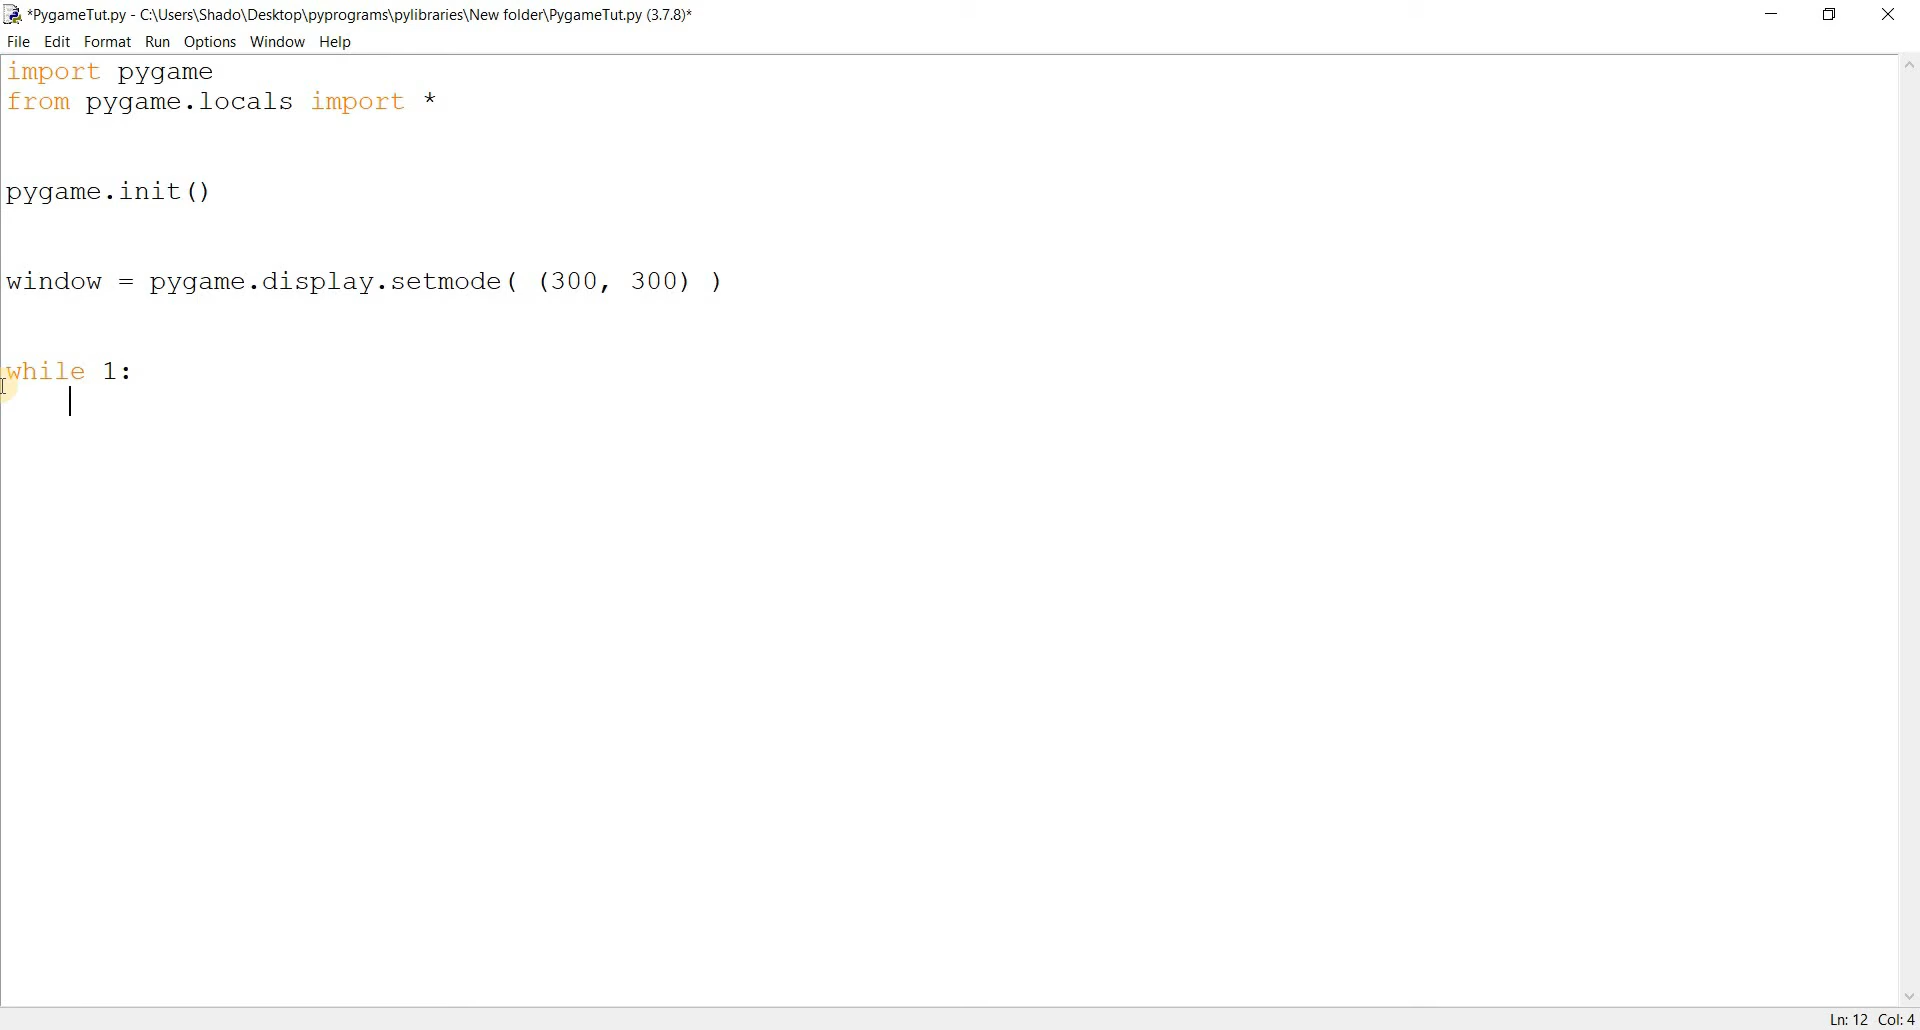 *PygameTut.py - C:\Users\Shado\Desktop\pyprograms\pylibraries\New folder\PygameTut.py (3.7.8)*
File Edit Format Run Options Window Help
import pygame
from pygame.locals import *
pygame.init()
window = pygame.display.setmode( (300, 300) )
while 1:
Ln: 12 Col: 4